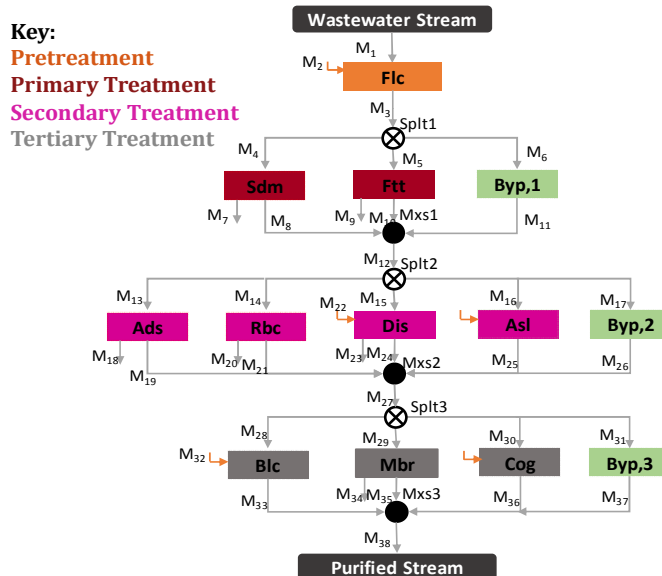 Wastewater Stream
Key:
Pretreatment
Primary Treatment
Secondary Treatment
Tertiary Treatment
M1
M2
Flc
M3
Splt1
M4
M5
M6
Sdm
Ftt
Byp,1
M7
M8
M9
M10
Mxs1
M11
M12
Splt2
M13
M14
M15
M16
M17
M22
Ads
Rbc
Dis
Asl
Byp,2
M18
M19
M20
M21
M23
M24
Mxs2
M25
M26
M27
Splt3
M28
M29
M30
M31
M32
Blc
Mbr
Cog
Byp,3
M33
M34
M35
Mxs3
M36
M37
M38
Purified Stream